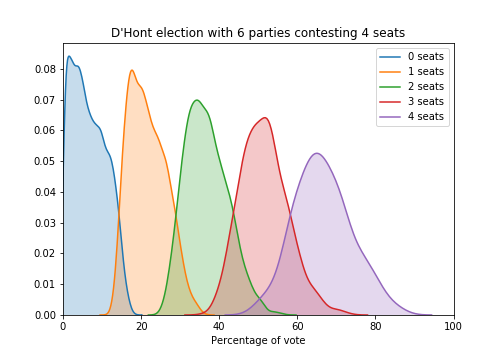 D'Hont election with 6 parties contesting 4 seats
0 seats
1 seats
2 seats
3 seats
4 seats
0.08
0.07
0.06
0.05
0.04
0.03
0.02
0.01
0.00
0 20 40 60 80 100
Percentage of vote